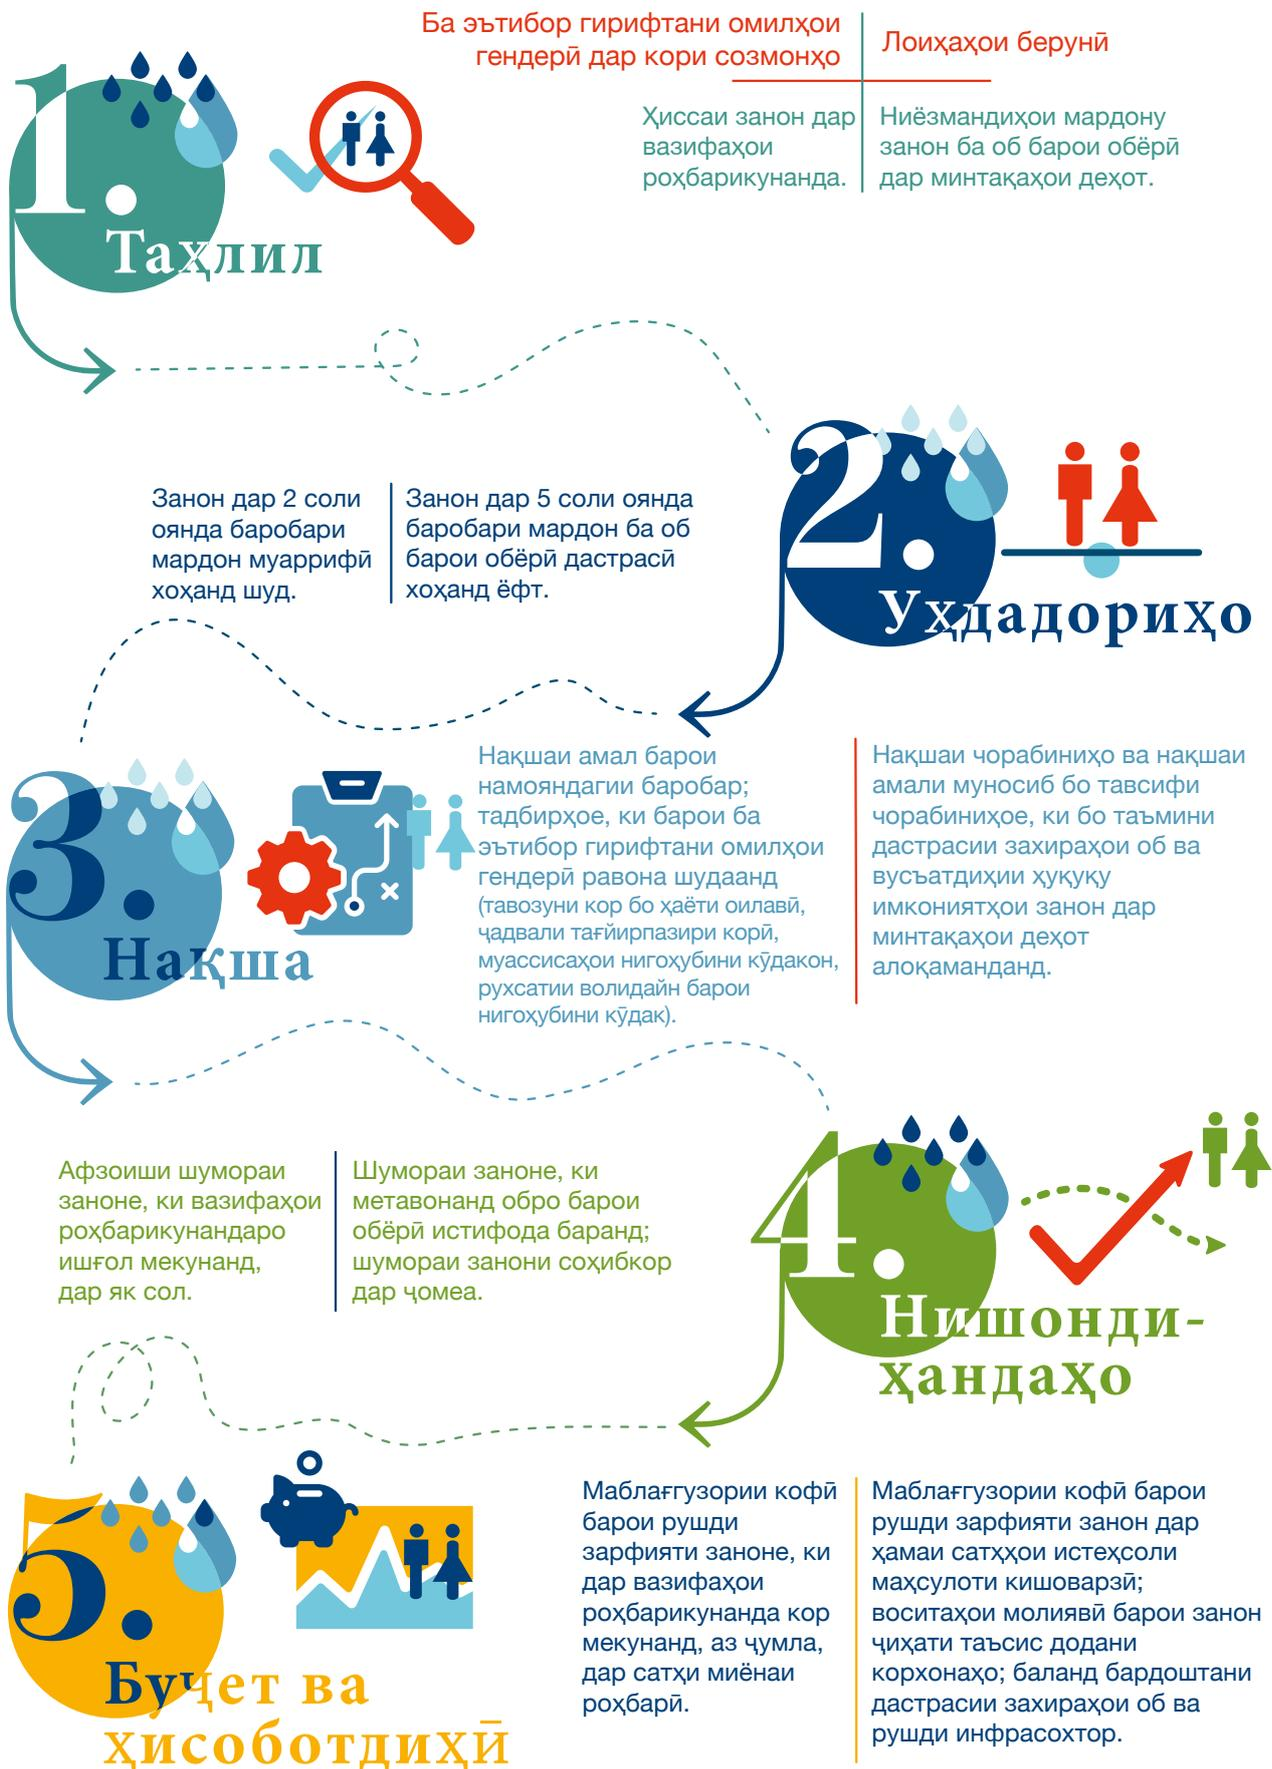 Ба эътибор гирифтани омилҳои
гендерӣ дар кори созмонҳо
Лоиҳаҳои берунӣ
1.
Таҳлил
Ҳиссаи занон дар
вазифаҳои
роҳбарикунанда.
Ниёзмандиҳои мардону
занон ба об барои обёрӣ
дар минтақаҳои деҳот.
2.
Уҳдадориҳо
Занон дар 2 соли
оянда баробари
мардон муаррифӣ
хоҳанд шуд.
Занон дар 5 соли оянда
баробари мардон ба об
барои обёрӣ дастрасӣ
хоҳанд ёфт.
3.
Нақша
Нақшаи амал барои
намояндагии баробар;
тадбирҳое, ки барои ба
эътибор гирифтани омилҳои
гендерӣ равона шудаанд
(тавозуни кор бо ҳаёти оилавӣ,
ҷадвали тағйирпазири корӣ,
муассисаҳои нигоҳубини кӯдакон,
рухсатии волидайн барои
нигоҳубини кӯдак).
Нақшаи чорабиниҳо ва нақшаи
амали муносиб бо тавсифи
чорабиниҳое, ки бо таъмини
дастрасии захираҳои об ва
вусъатдиҳии ҳуқуқу
имкониятҳои занон дар
минтақаҳои деҳот
алоқаманданд.
4.
Нишонди-
ҳандаҳо
Афзоиши шумораи
заноне, ки вазифаҳои
роҳбарикунандаро
ишғол мекунанд,
дар як сол.
Шумораи заноне, ки
метавонанд обро барои
обёрӣ истифода баранд;
шумораи занони соҳибкор
дар ҷомеа.
5.
Буҷет ва
ҳисоботдиҳӣ
Маблағгузории кофӣ
барои рушди
зарфияти заноне, ки
дар вазифаҳои
роҳбарикунанда кор
мекунанд, аз ҷумла,
дар сатҳи миёнаи
роҳбарӣ.
Маблағгузории кофӣ барои
рушди зарфияти занон дар
ҳамаи сатҳҳои истеҳсоли
маҳсулоти кишоварзӣ;
воситаҳои молиявӣ барои занон
ҷиҳати таъсис додани
корхонаҳо; баланд бардоштани
дастрасии захираҳои об ва
рушди инфрасохтор.